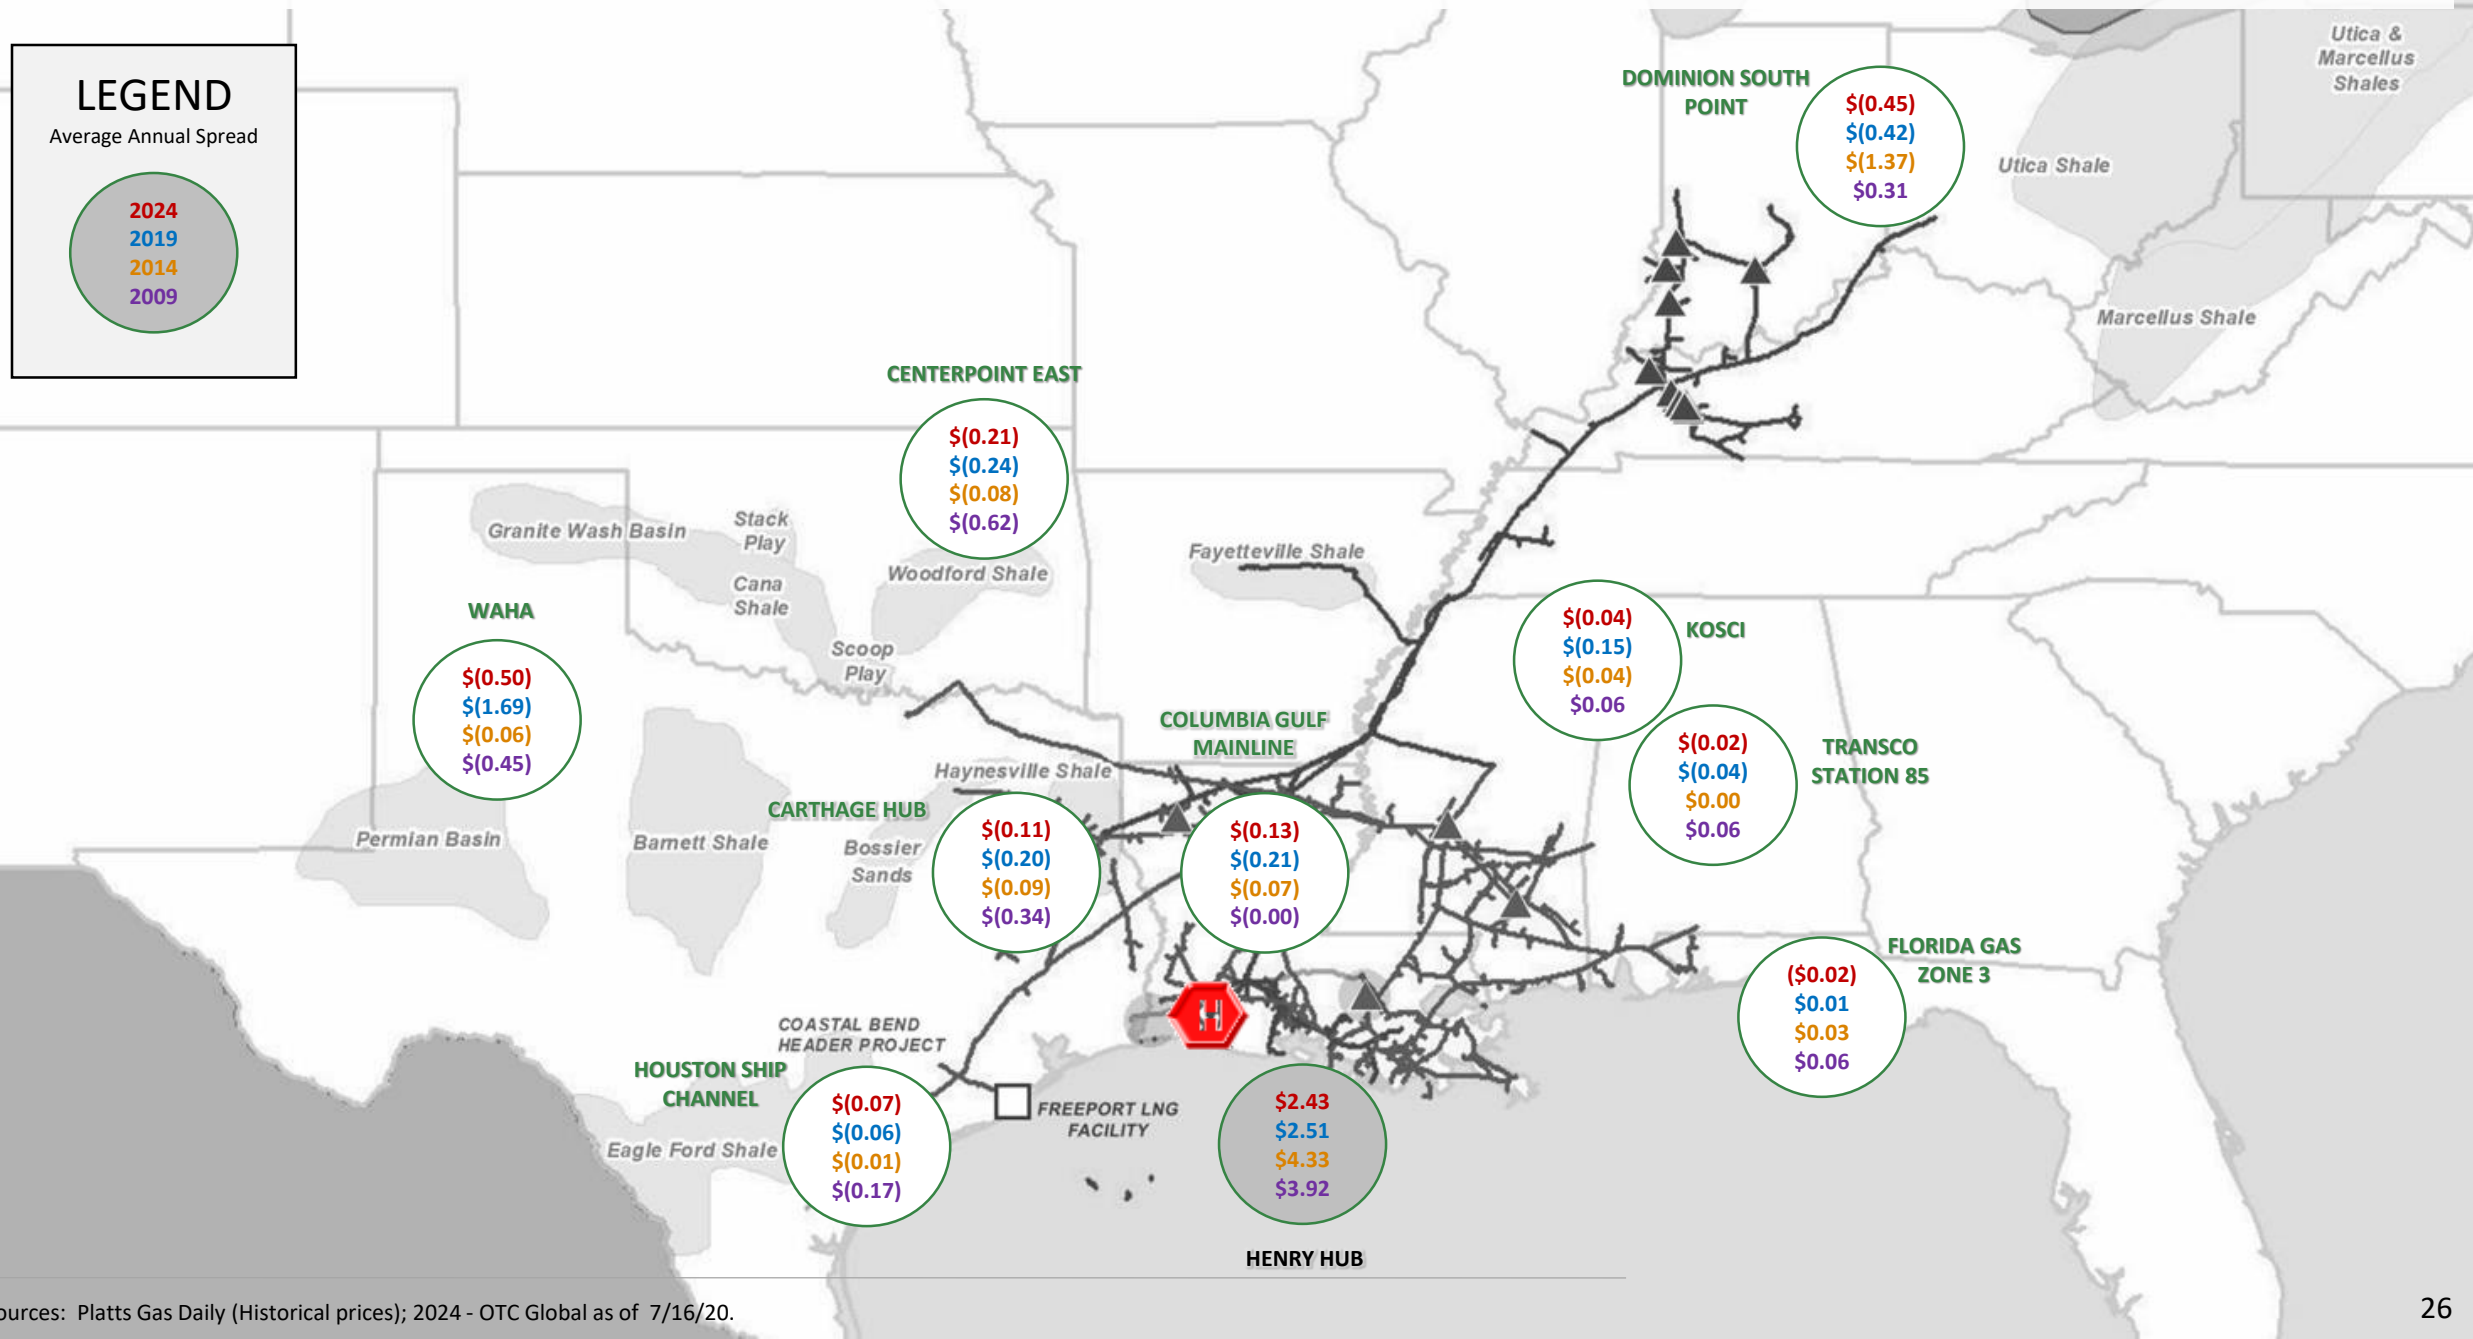 LEGEND
Average Annual Spread
2024
2019
2014
2009
Utica &
Marcellus
Shales
DOMINION SOUTH
POINT
$(0.45)
$(0.42)
$(1.37)
$0.31
Utica Shale
Marcellus Shale
CENTERPOINT EAST
$(0.21)
$(0.24)
$(0.08)
$(0.62)
Granite Wash Basin
Stack
Play
Cana
Shale
Woodford Shale
Scoop
Play
Fayetteville Shale
WAHA
$(0.50)
$(1.69)
$(0.06)
$(0.45)
KOSCI
$(0.04)
$(0.15)
$(0.04)
$0.06
TRANSCO
STATION 85
$(0.02)
$(0.04)
$0.00
$0.06
COLUMBIA GULF
MAINLINE
$(0.13)
$(0.21)
$(0.07)
$(0.00)
Haynesville Shale
CARTHAGE HUB
$(0.11)
$(0.20)
$(0.09)
$(0.34)
Permian Basin
Barnett Shale
Bossier
Sands
FLORIDA GAS
ZONE 3
($0.02)
$0.01
$0.03
$0.06
H
COASTAL BEND
HEADER PROJECT
HOUSTON SHIP
CHANNEL
$(0.07)
$(0.06)
$(0.01)
$(0.17)
Eagle Ford Shale
FREEPORT LNG
FACILITY
$2.43
$2.51
$4.33
$3.92
HENRY HUB
ources: Platts Gas Daily (Historical prices); 2024 - OTC Global as of 7/16/20.
26